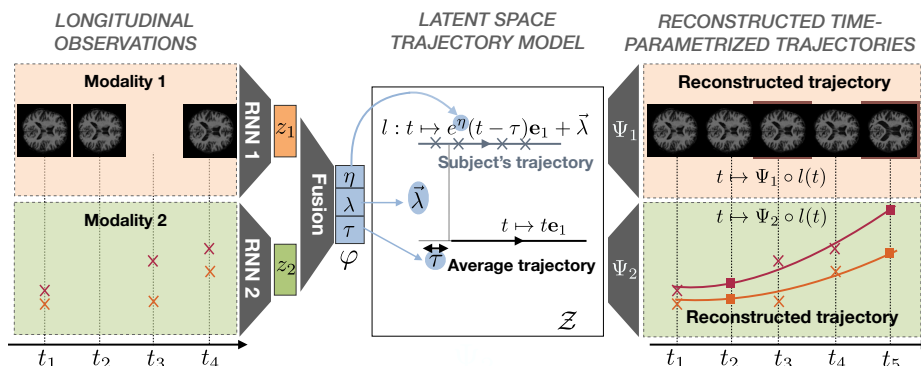 LONGITUDINAL
OBSERVATIONS
LATENT SPACE
TRAJECTORY MODEL
RECONSTRUCTED TIME-
PARAMETRIZED TRAJECTORIES
Modality 1
RNN 1
z₁
Modality 2
RNN 2
z₂
t₁ t₂ t₃ t₄
Fusion
η
λ
τ
φ
l : t ↦ e^η(t − τ)e₁ + λ⃗
Subject's trajectory
λ⃗
t ↦ te₁
τ
Average trajectory
𝒵
Ψ₁
Reconstructed trajectory
t ↦ Ψ₁ ∘ l(t)
Ψ₂
t ↦ Ψ₂ ∘ l(t)
Reconstructed trajectory
t₁ t₂ t₃ t₄ t₅